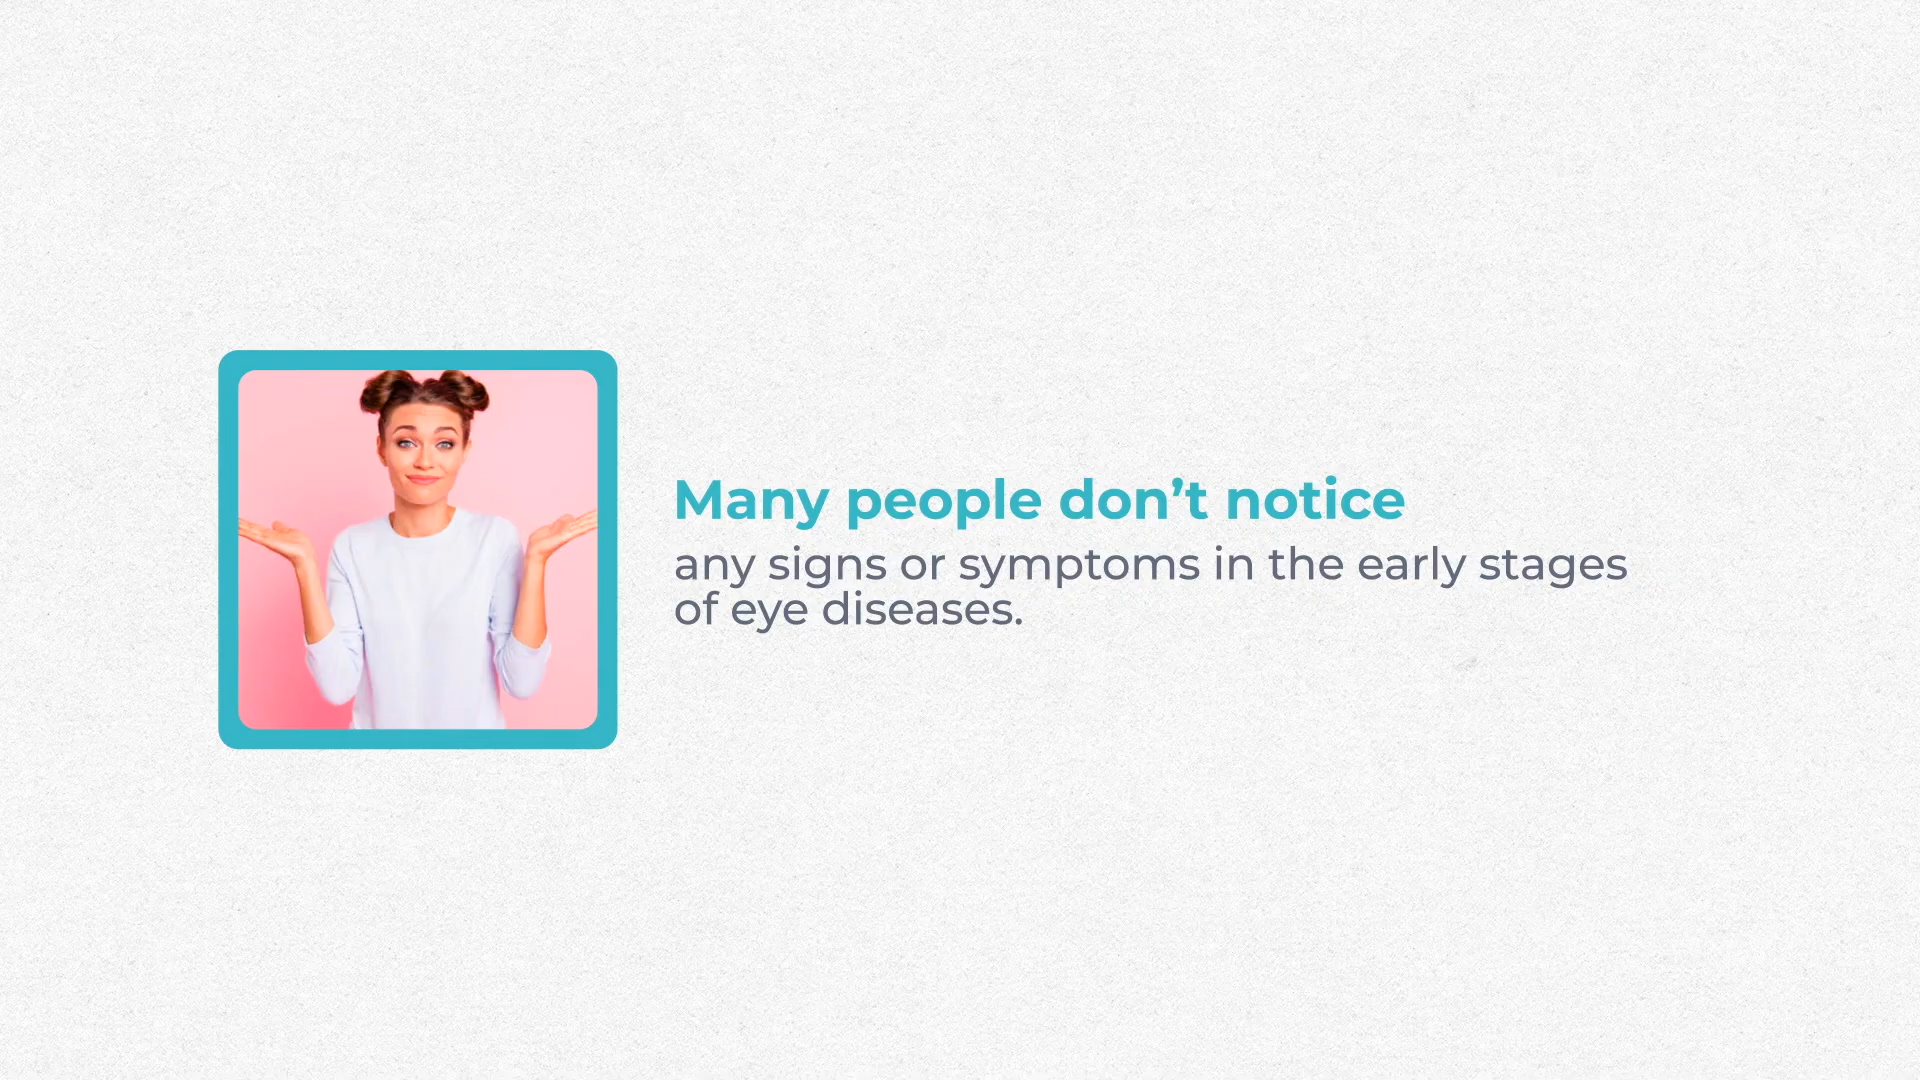 Many people don’t notice
any signs or symptoms in the early stages
of eye diseases.